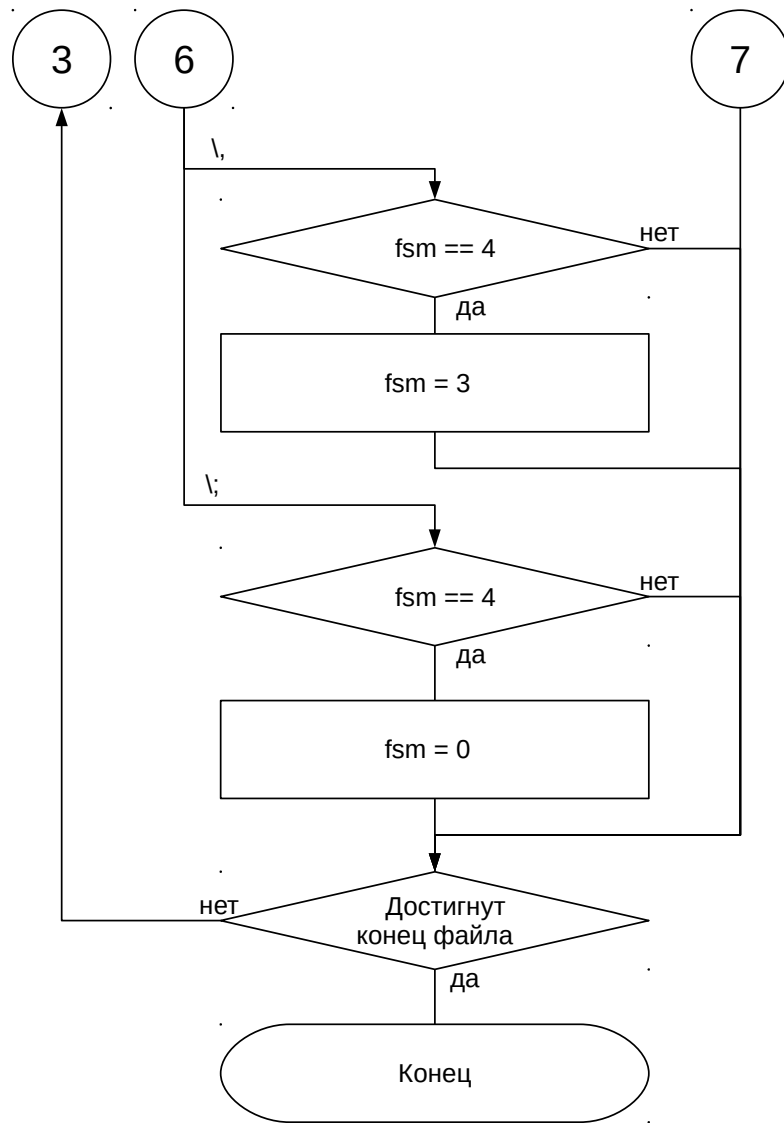 3
6
7
\,
fsm == 4
нет
да
fsm = 3
\;
fsm == 4
нет
да
fsm = 0
нет
Достигнут
конец файла
да
Конец